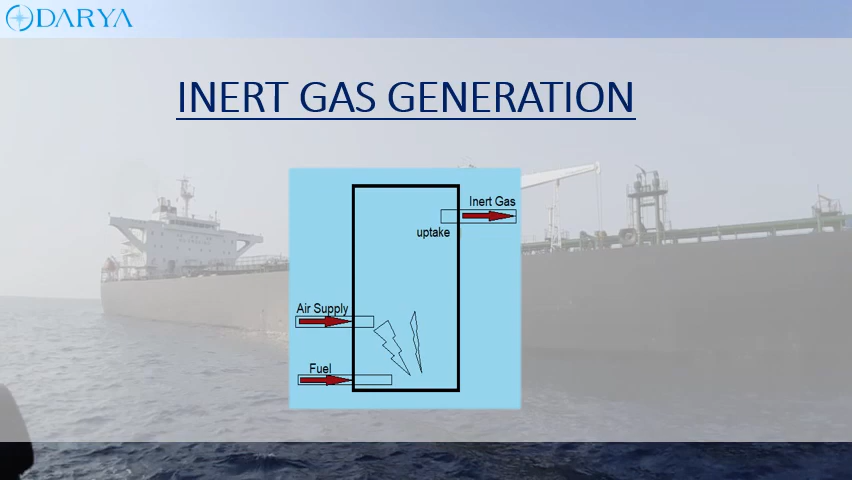 DARYA
INERT GAS GENERATION
Inert Gas
uptake
Air Supply
Fuel